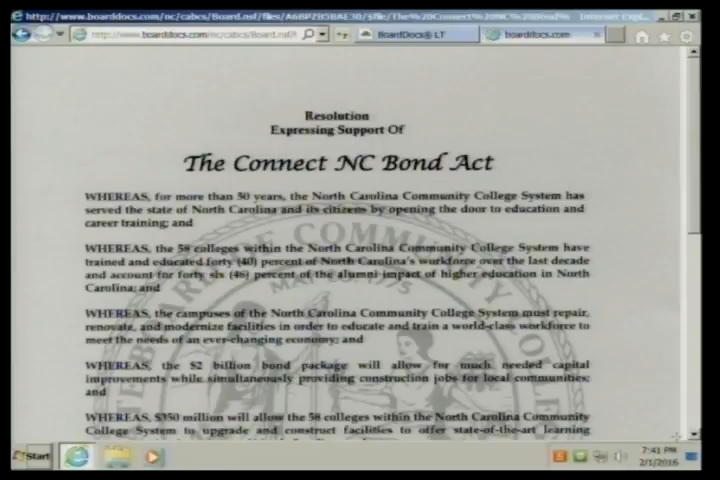 Resolution
Expressing Support Of
The Connect NC Bond Act
WHEREAS, for more than 50 years, the North Carolina Community College System has
served the state of North Carolina and its citizens by opening the door to education and
career training; and
WHEREAS, the 58 colleges within the North Carolina Community College System have
trained and educated forty (40) percent of North Carolina's workforce over the last decade
and account for forty six (46) percent of the alumni impact of higher education in North
Carolina; and
WHEREAS, the campuses of the North Carolina Community College System must repair,
renovate, and modernize facilities in order to educate and train a world-class workforce to
meet the needs of an ever-changing economy; and
WHEREAS, the $2 billion bond package will allow for much needed capital
improvements while simultaneously providing construction jobs for local communities;
and
WHEREAS, $350 million will allow the 58 colleges within the North Carolina Community
College System to upgrade and construct facilities to offer state-of-the-art learning
BoardDocs® LT
boarddocs.com
COMMUNITY
Start
7:41 PM
2/1/2016